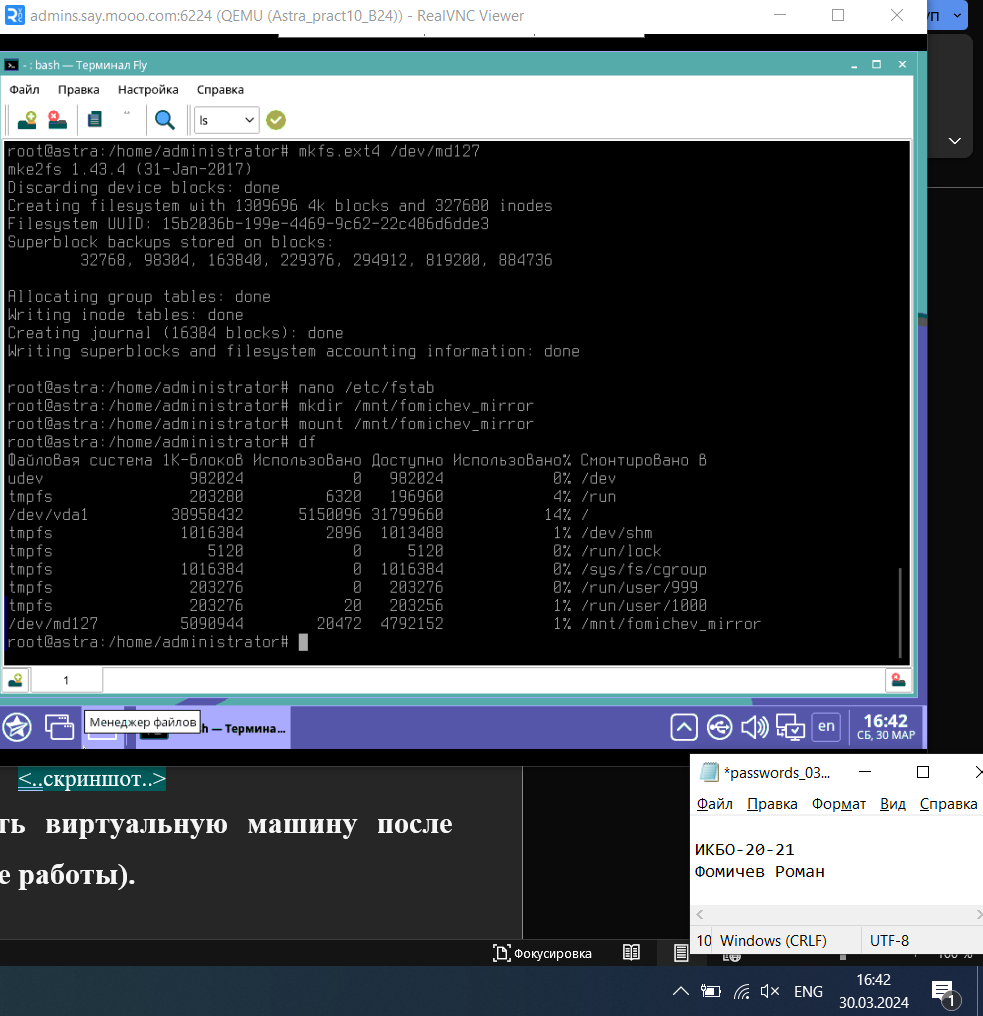 admins.say.mooo.com:6224 (QEMU (Astra_pract10_B24)) - RealVNC Viewer
- : bash — Терминал Fly
Файл Правка Настройка Справка
ls
root@astra:/home/administrator# mkfs.ext4 /dev/md127
mke2fs 1.43.4 (31-Jan-2017)
Discarding device blocks: done
Creating filesystem with 1309696 4k blocks and 327680 inodes
Filesystem UUID: 15b2036b-199e-4469-9c62-22c486d6dde3
Superblock backups stored on blocks:
32768, 98304, 163840, 229376, 294912, 819200, 884736
Allocating group tables: done
Writing inode tables: done
Creating journal (16384 blocks): done
Writing superblocks and filesystem accounting information: done
root@astra:/home/administrator# nano /etc/fstab
root@astra:/home/administrator# mkdir /mnt/fomichev_mirror
root@astra:/home/administrator# mount /mnt/fomichev_mirror
root@astra:/home/administrator# df
Файловая система 1K-блоков Использовано Доступно Использовано% Смонтировано в
udev 982024 0 982024 0% /dev
tmpfs 203280 6320 196960 4% /run
/dev/vda1 38958432 5150096 31799660 14% /
tmpfs 1016384 2896 1013488 1% /dev/shm
tmpfs 5120 0 5120 0% /run/lock
tmpfs 1016384 0 1016384 0% /sys/fs/cgroup
tmpfs 203276 0 203276 0% /run/user/999
tmpfs 203276 20 203256 1% /run/user/1000
/dev/md127 5090944 20472 4792152 1% /mnt/fomichev_mirror
root@astra:/home/administrator#
1
Менеджер файлов
h — Термина...
en
16:42
СБ, 30 МАР
<..скриншот..>
ть виртуальную машину после
е работы).
*passwords_03...
Файл Правка Формат Вид Справка
ИКБО-20-21
Фомичев Роман
10 Windows (CRLF) UTF-8
Фокусировка
ENG
16:42
30.03.2024
1